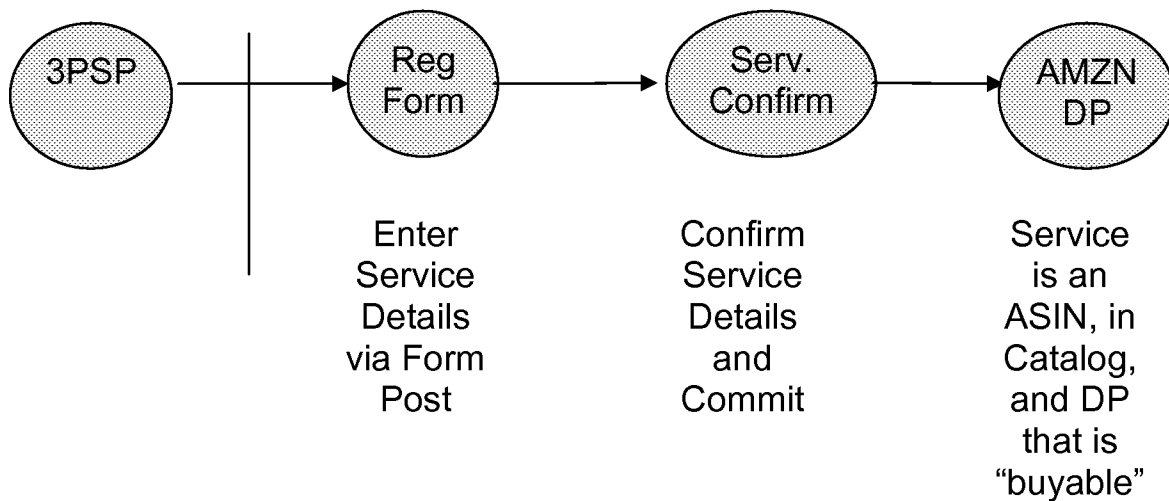 3PSP
Reg
Form
Serv.
Confirm
AMZN
DP
Enter
Service
Details
via Form
Post
Confirm
Service
Details
and
Commit
Service
is an
ASIN, in
Catalog,
and DP
that is
“buyable”